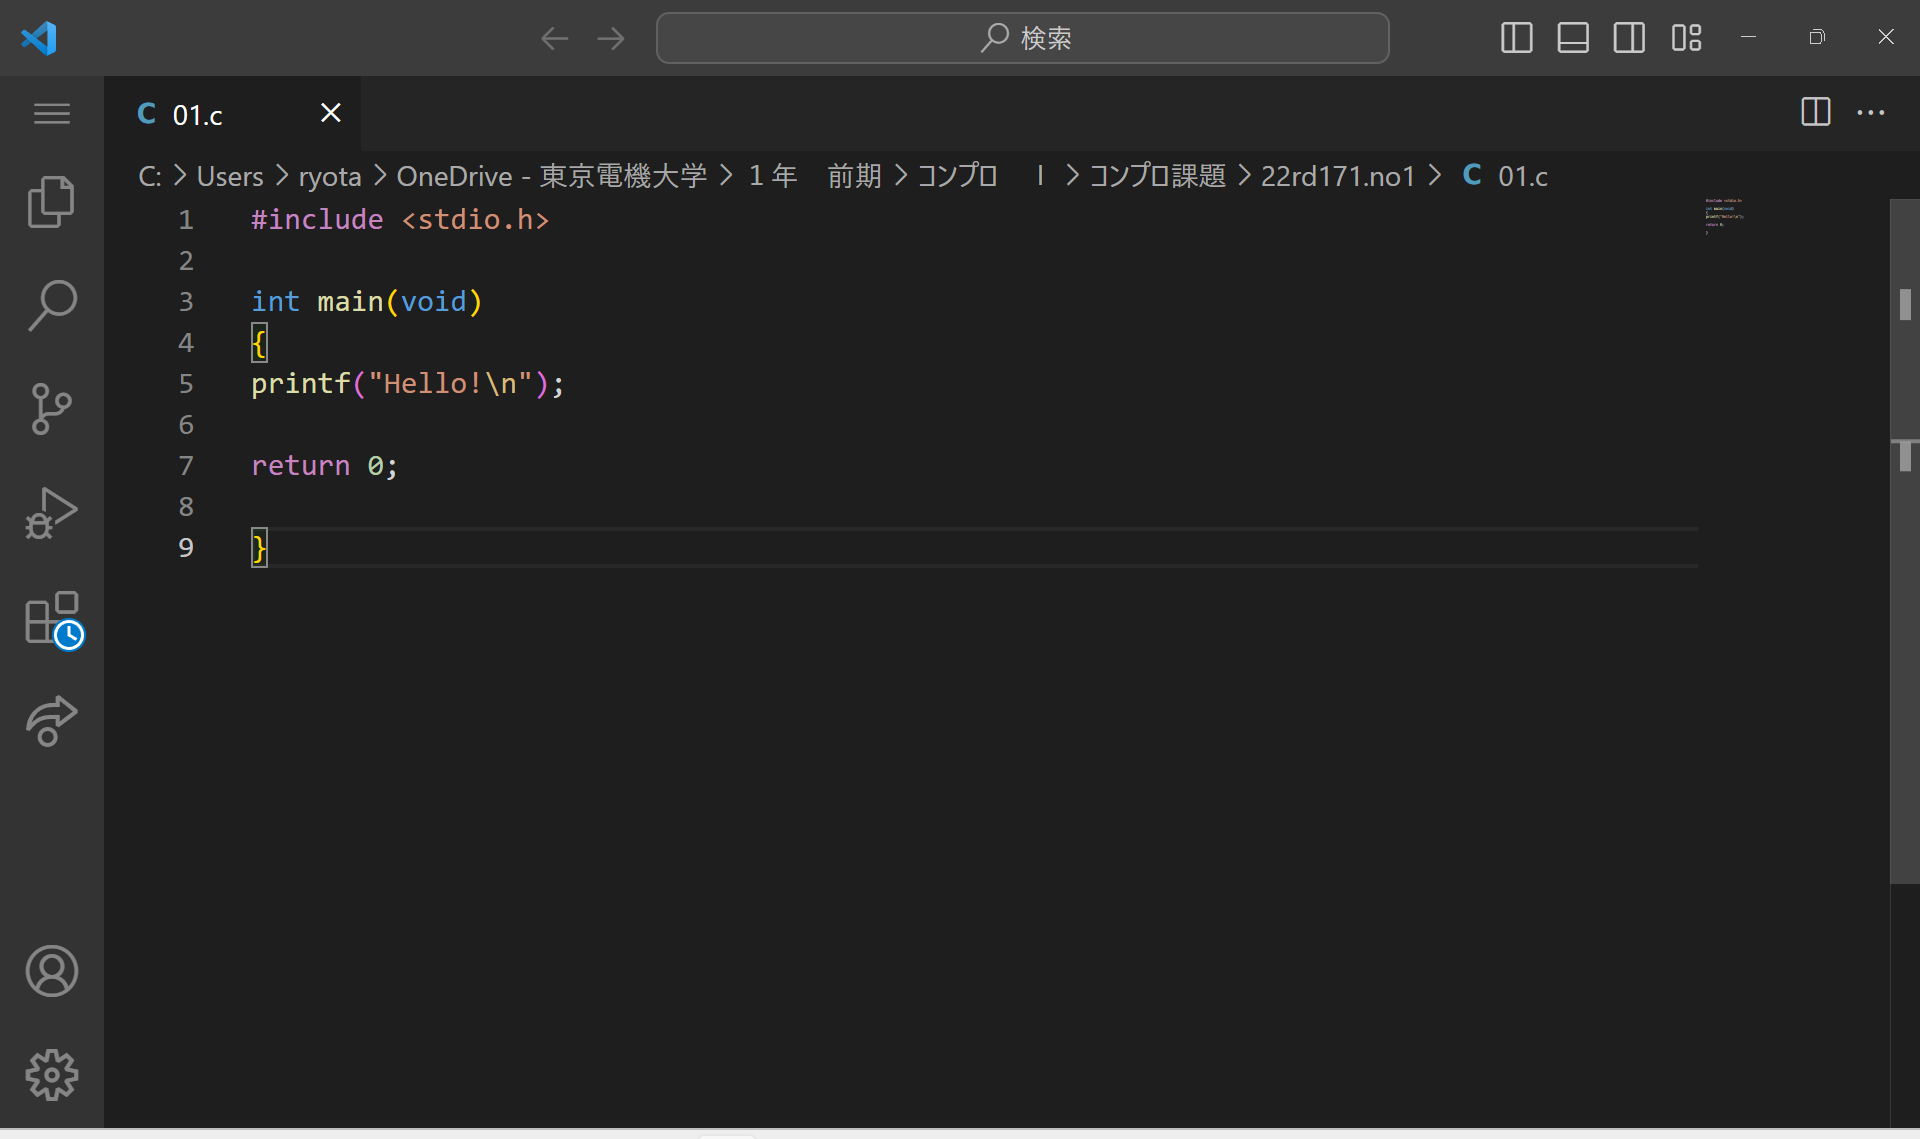 検索
C 01.c
C: > Users > ryota > OneDrive - 東京電機大学 > 1 年　前期 > コンプロ　 I > コンプロ課題 > 22rd171.no1 > C 01.c
1 #include <stdio.h>
2
3 int main(void)
4 {
5 printf("Hello!\n");
6
7 return 0;
8
9 }